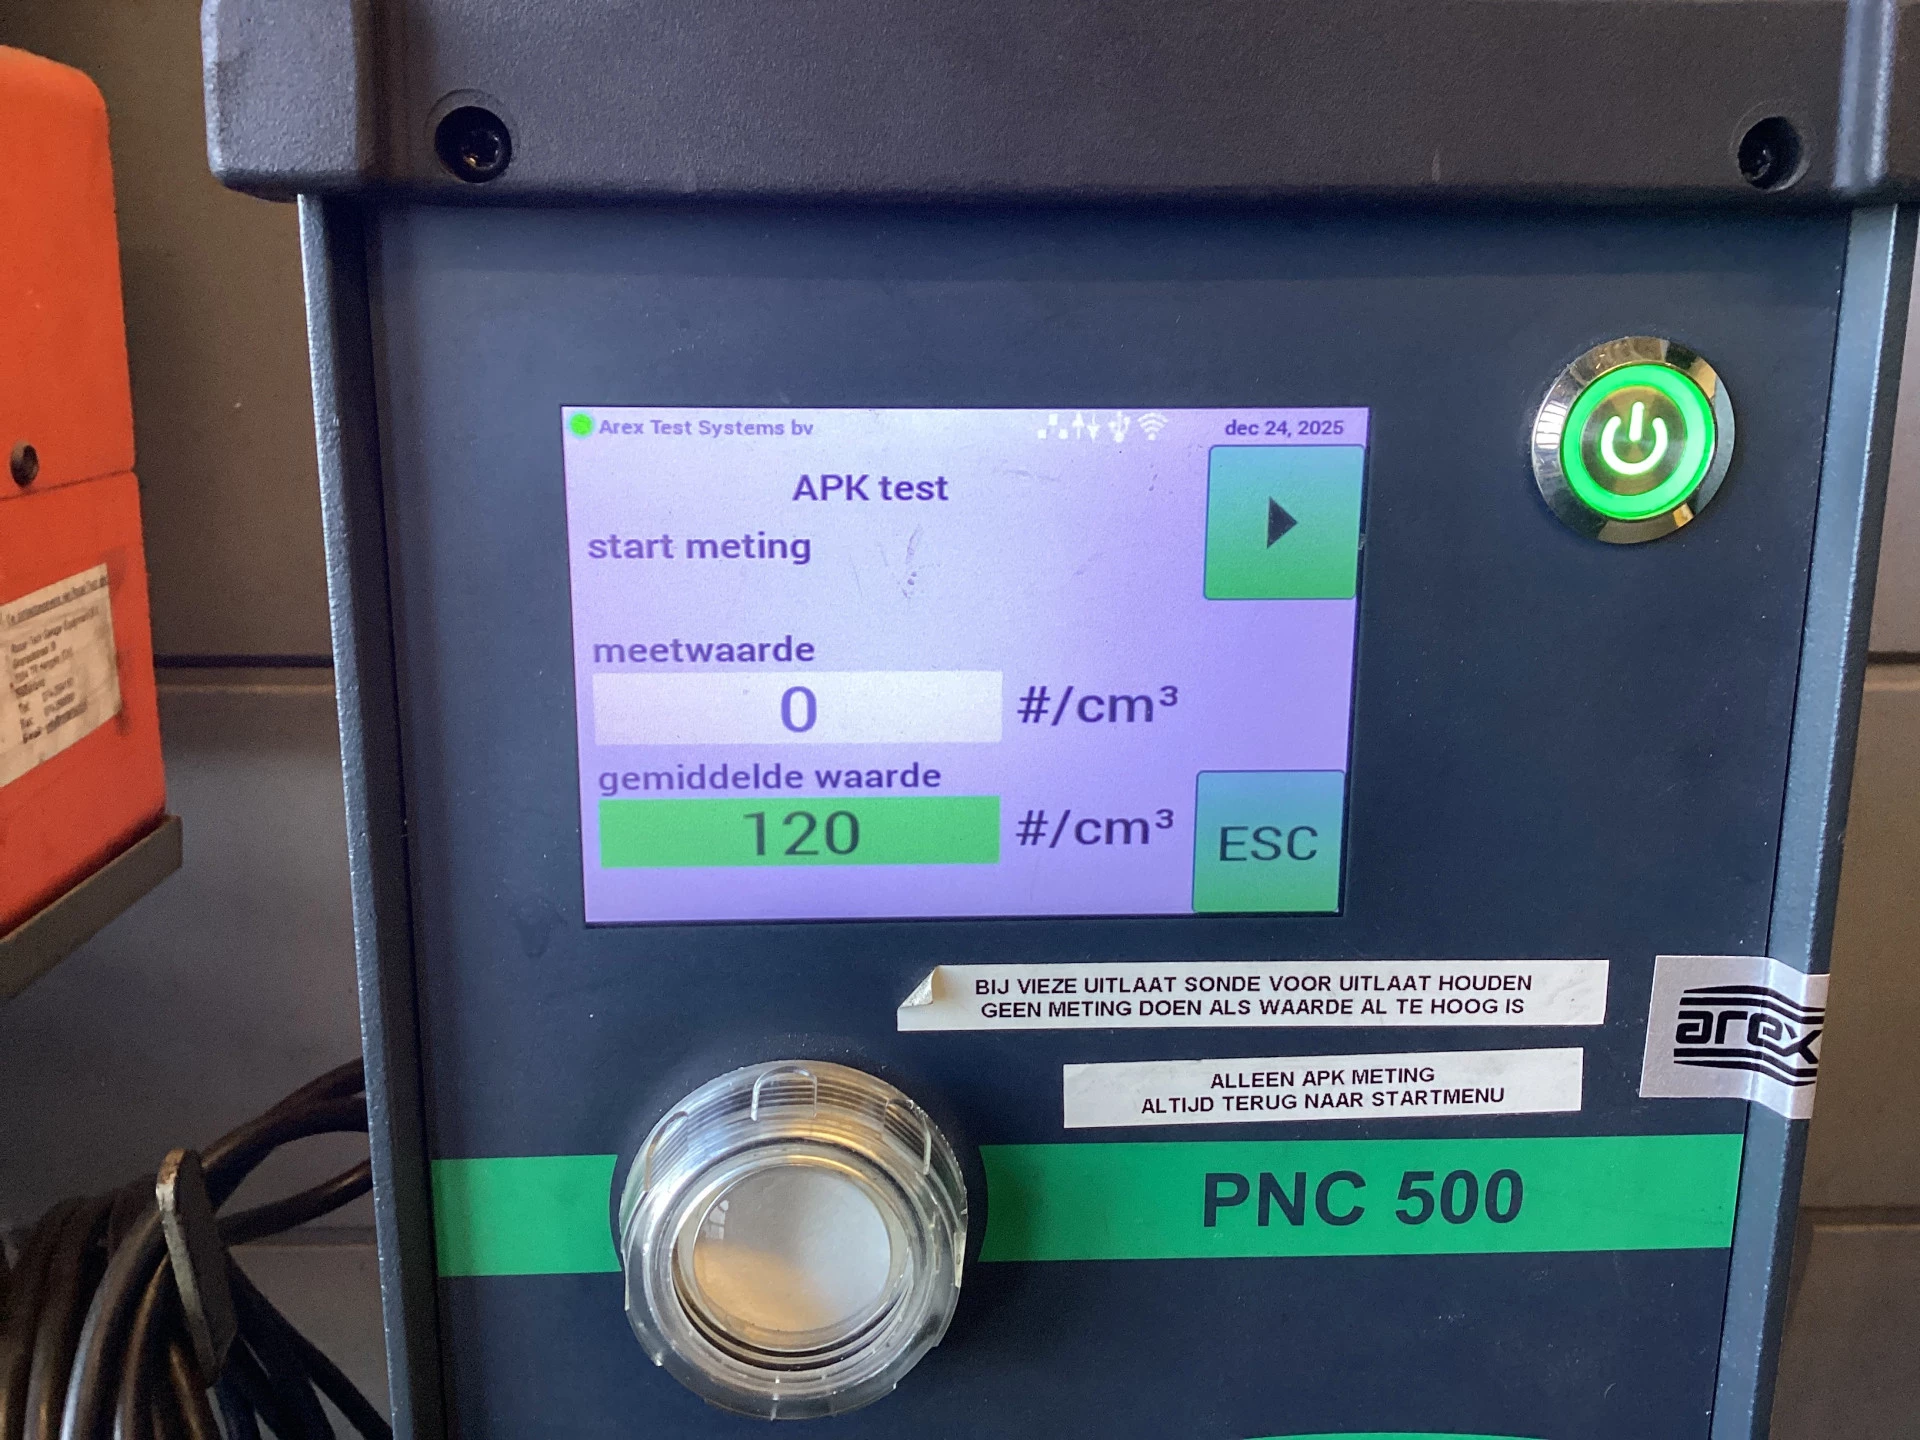 Arex Test Systems bv
dec 24, 2025
APK test
start meting
meetwaarde
0 #/cm³
gemiddelde waarde
120 #/cm³
ESC
BIJ VIEZE UITLAAT SONDE VOOR UITLAAT HOUDEN
GEEN METING DOEN ALS WAARDE AL TE HOOG IS
arex
ALLEEN APK METING
ALTIJD TERUG NAAR STARTMENU
PNC 500